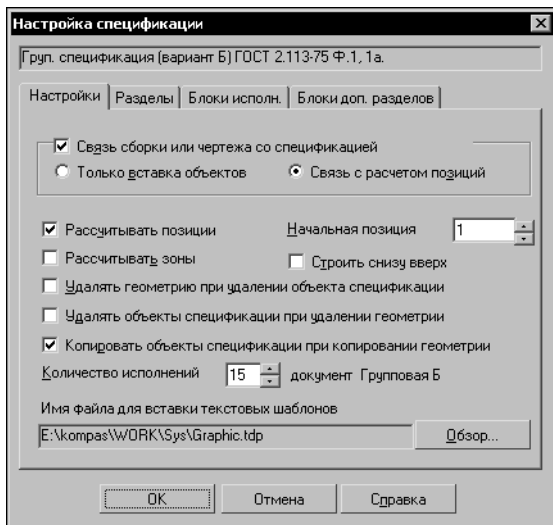 Настройка спецификации
Груп. спецификация (вариант Б) ГОСТ 2.113-75 Ф.1, 1а.
Настройки Разделы Блоки исполн. Блоки доп. разделов
Связь сборки или чертежа со спецификацией
Только вставка объектов Связь с расчетом позиций
Рассчитывать позиции Начальная позиция 1
Рассчитывать зоны Строить снизу вверх
Удалять геометрию при удалении объекта спецификации
Удалять объекты спецификации при удалении геометрии
Копировать объекты спецификации при копировании геометрии
Количество исполнений 15 документ Групповая Б
Имя файла для вставки текстовых шаблонов
E:\kompas\WORK\Sys\Graphic.tdp Обзор...
OK Отмена Справка